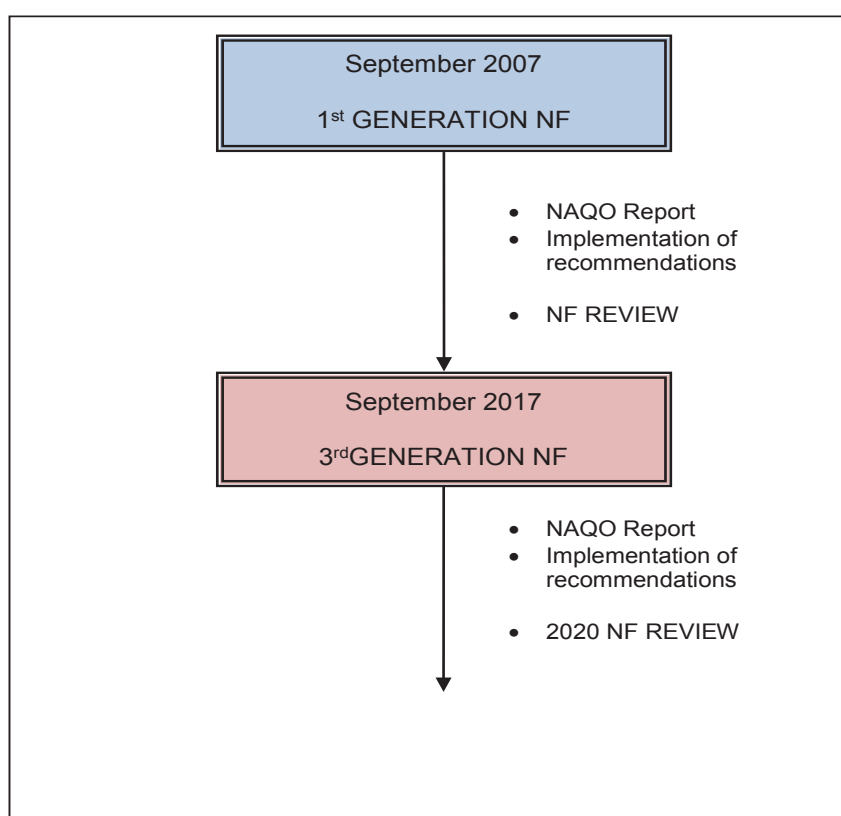 September 2007
1st GENERATION NF
• NAQO Report
• Implementation of
recommendations
• NF REVIEW
September 2017
3rdGENERATION NF
• NAQO Report
• Implementation of
recommendations
• 2020 NF REVIEW